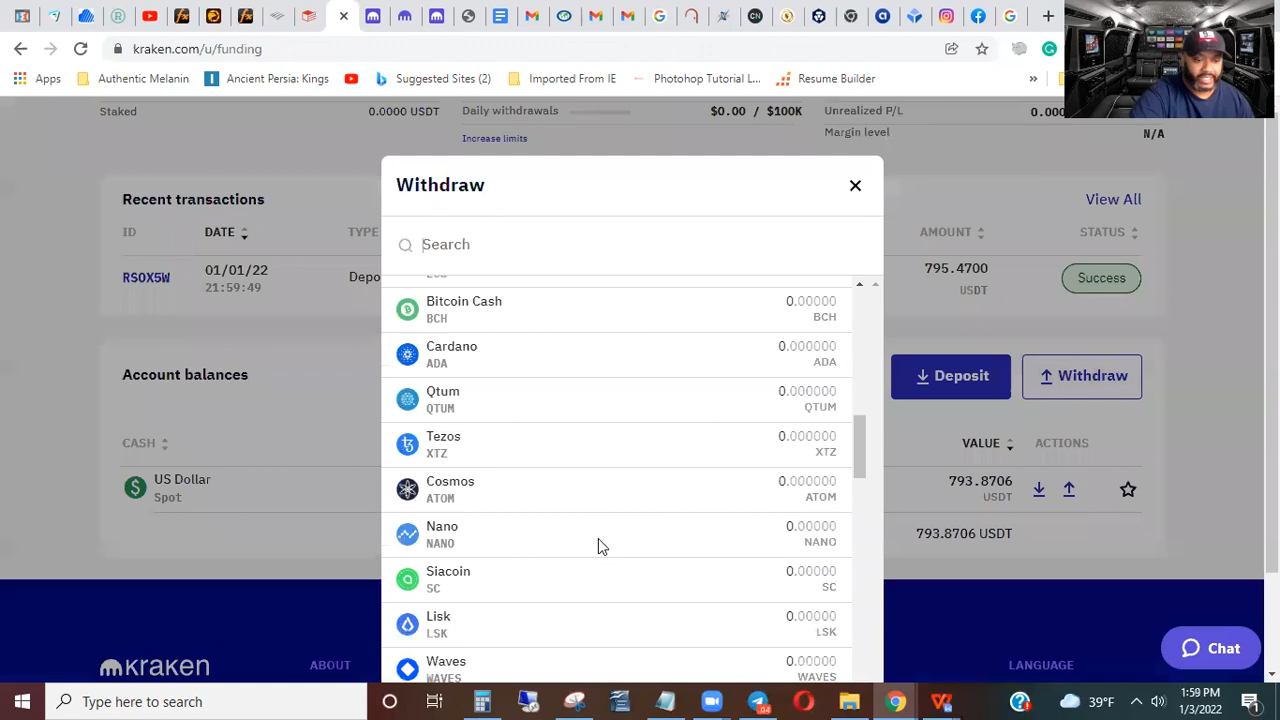 kraken.com/u/funding
Apps Authentic Melanin Ancient Persia: Kings Suggested Sites (2) Imported From IE Photohop Tutorial L... Resume Builder »
Staked 0.0000 USDT Daily withdrawals $0.00 / $100K Unrealized P/L
Increase limits Margin level N/A
Withdraw
Recent transactions View All
ID DATE TYPE AMOUNT STATUS
Search
RSOX5W 01/01/22 795.4700 Success
21:59:49 USDT
Bitcoin Cash 0.00000
BCH BCH
Cardano 0.000000
ADA ADA
Account balances Deposit Withdraw
Qtum 0.000000
QTUM QTUM
Tezos 0.000000
XTZ XTZ
CASH VALUE ACTIONS
Cosmos 0.000000
ATOM ATOM
US Dollar 793.8706
Spot USDT
Nano 0.00000
NANO NANO
793.8706 USDT
Siacoin 0.00000
SC SC
Lisk 0.00000
LSK LSK
Waves 0.00000
WAVES WAVES
Chat
kraken ABOUT LANGUAGE
Type here to search
39°F
1:59 PM
1/3/2022